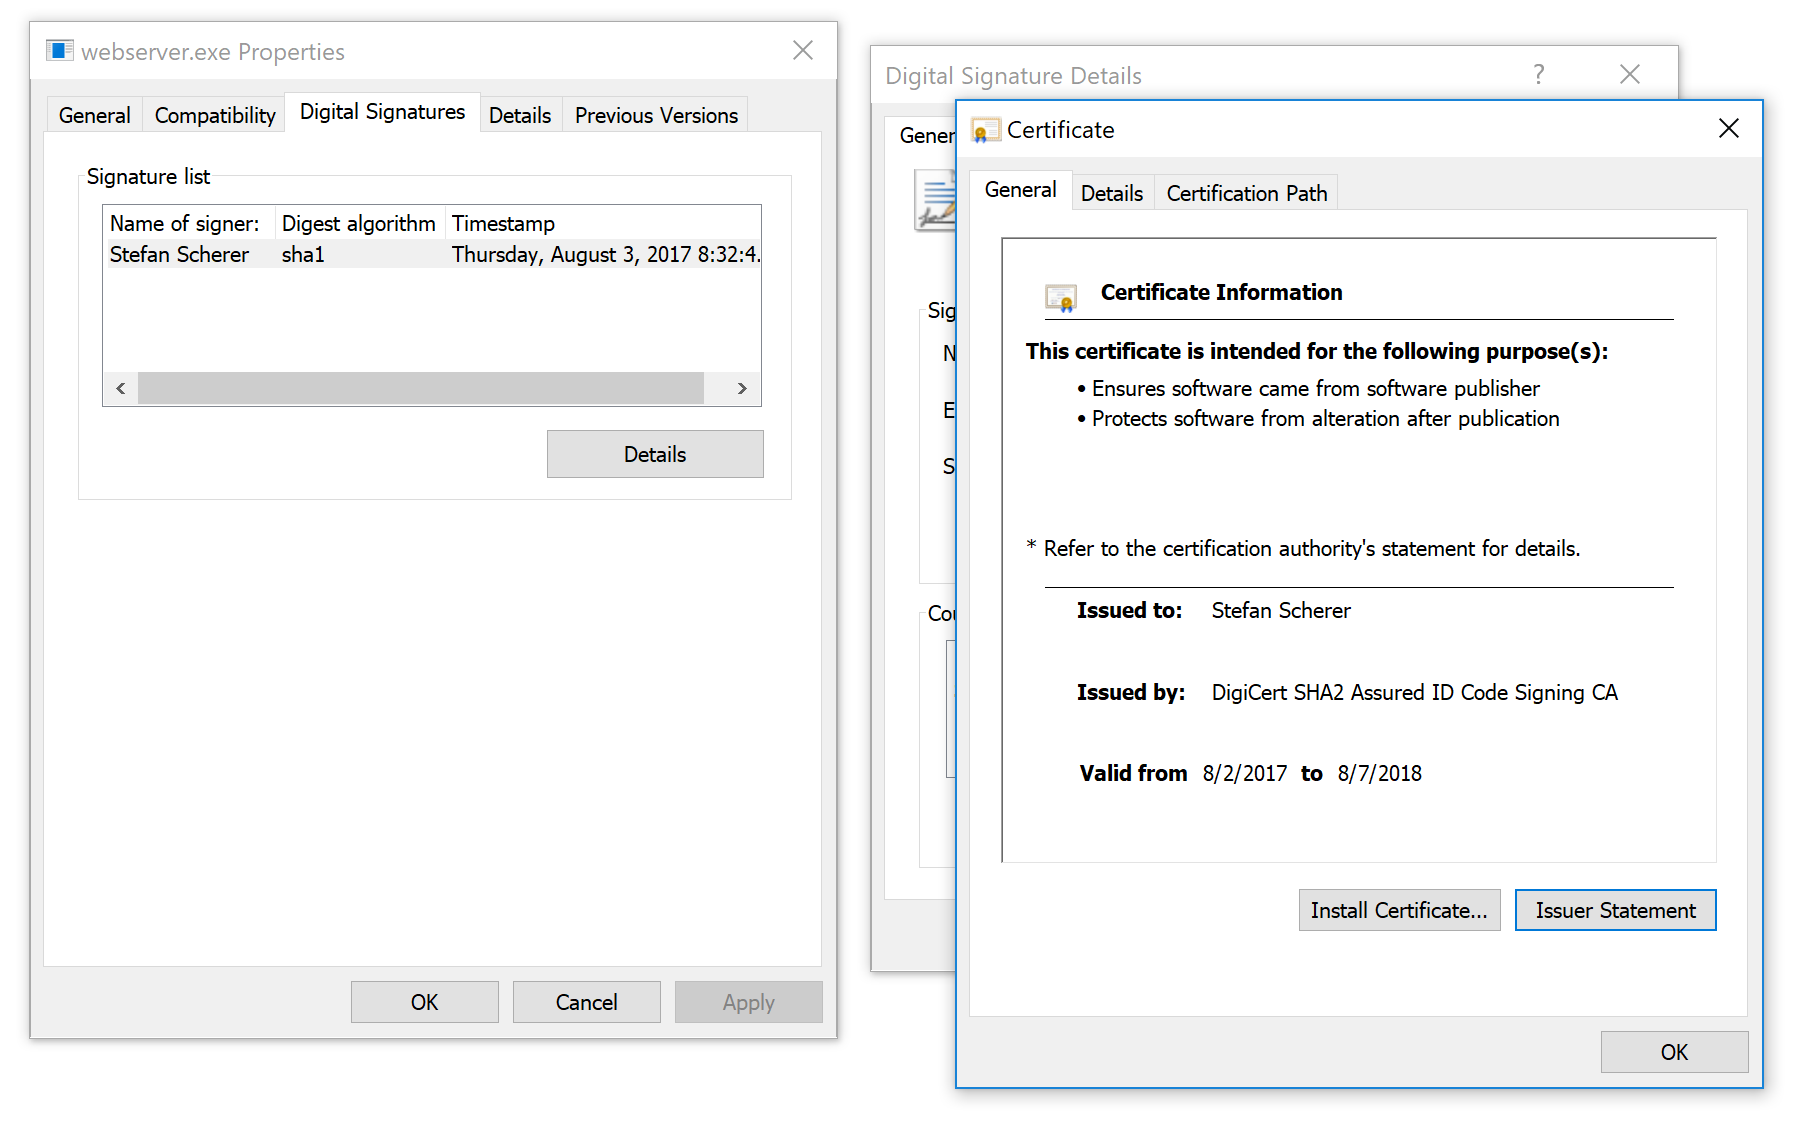 webserver.exe Properties
General Compatibility Digital Signatures Details Previous Versions
Signature list
Name of signer: Digest algorithm Timestamp
Stefan Scherer sha1 Thursday, August 3, 2017 8:32:4.
Details
OK Cancel Apply
Digital Signature Details ?
Gener
Sig
N
E
S
Cou
Certificate
General Details Certification Path
Certificate Information
This certificate is intended for the following purpose(s):
• Ensures software came from software publisher
• Protects software from alteration after publication
* Refer to the certification authority's statement for details.
Issued to: Stefan Scherer
Issued by: DigiCert SHA2 Assured ID Code Signing CA
Valid from 8/2/2017 to 8/7/2018
Install Certificate... Issuer Statement
OK